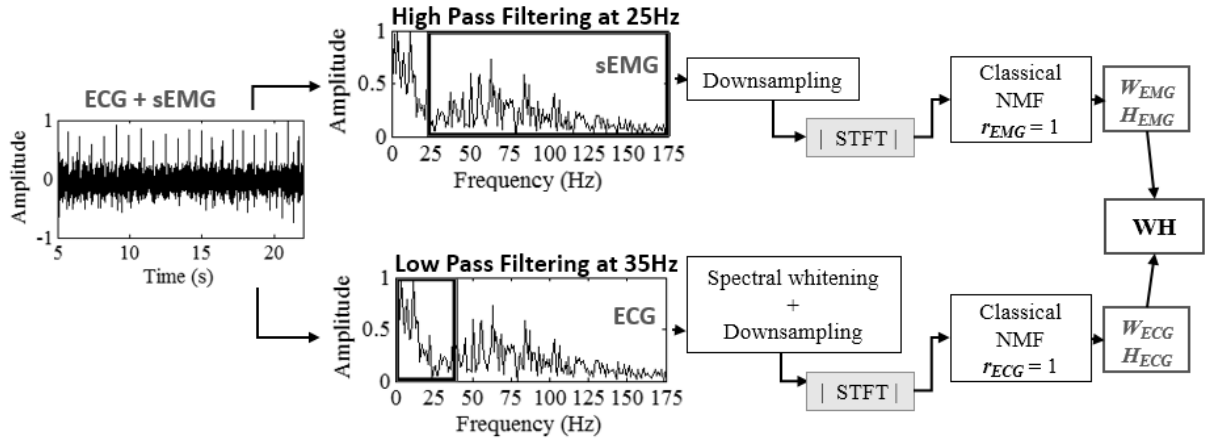 High Pass Filtering at 25Hz
ECG + sEMG
Amplitude
1
0
-1
5
10
15
20
Time (s)
Amplitude
1
0.5
0
sEMG
0 25 50 75 100 125 150 175
Frequency (Hz)
Downsampling
| STFT |
Classical
NMF
r_EMG = 1
W_EMG
H_EMG
WH
Low Pass Filtering at 35Hz
Amplitude
1
0.5
0
ECG
0 25 50 75 100 125 150 175
Frequency (Hz)
Spectral whitening
+
Downsampling
| STFT |
Classical
NMF
r_ECG = 1
W_ECG
H_ECG